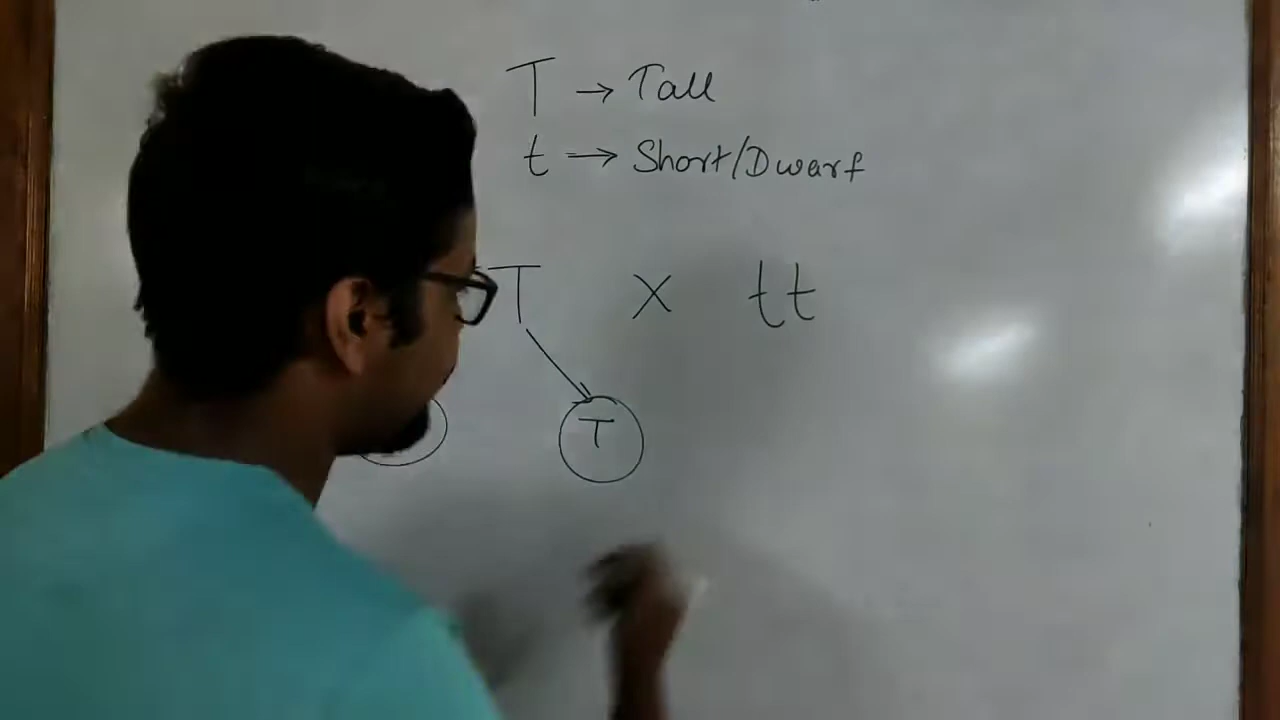 T → Tall
t → Short/Dwarf
T X tt
T